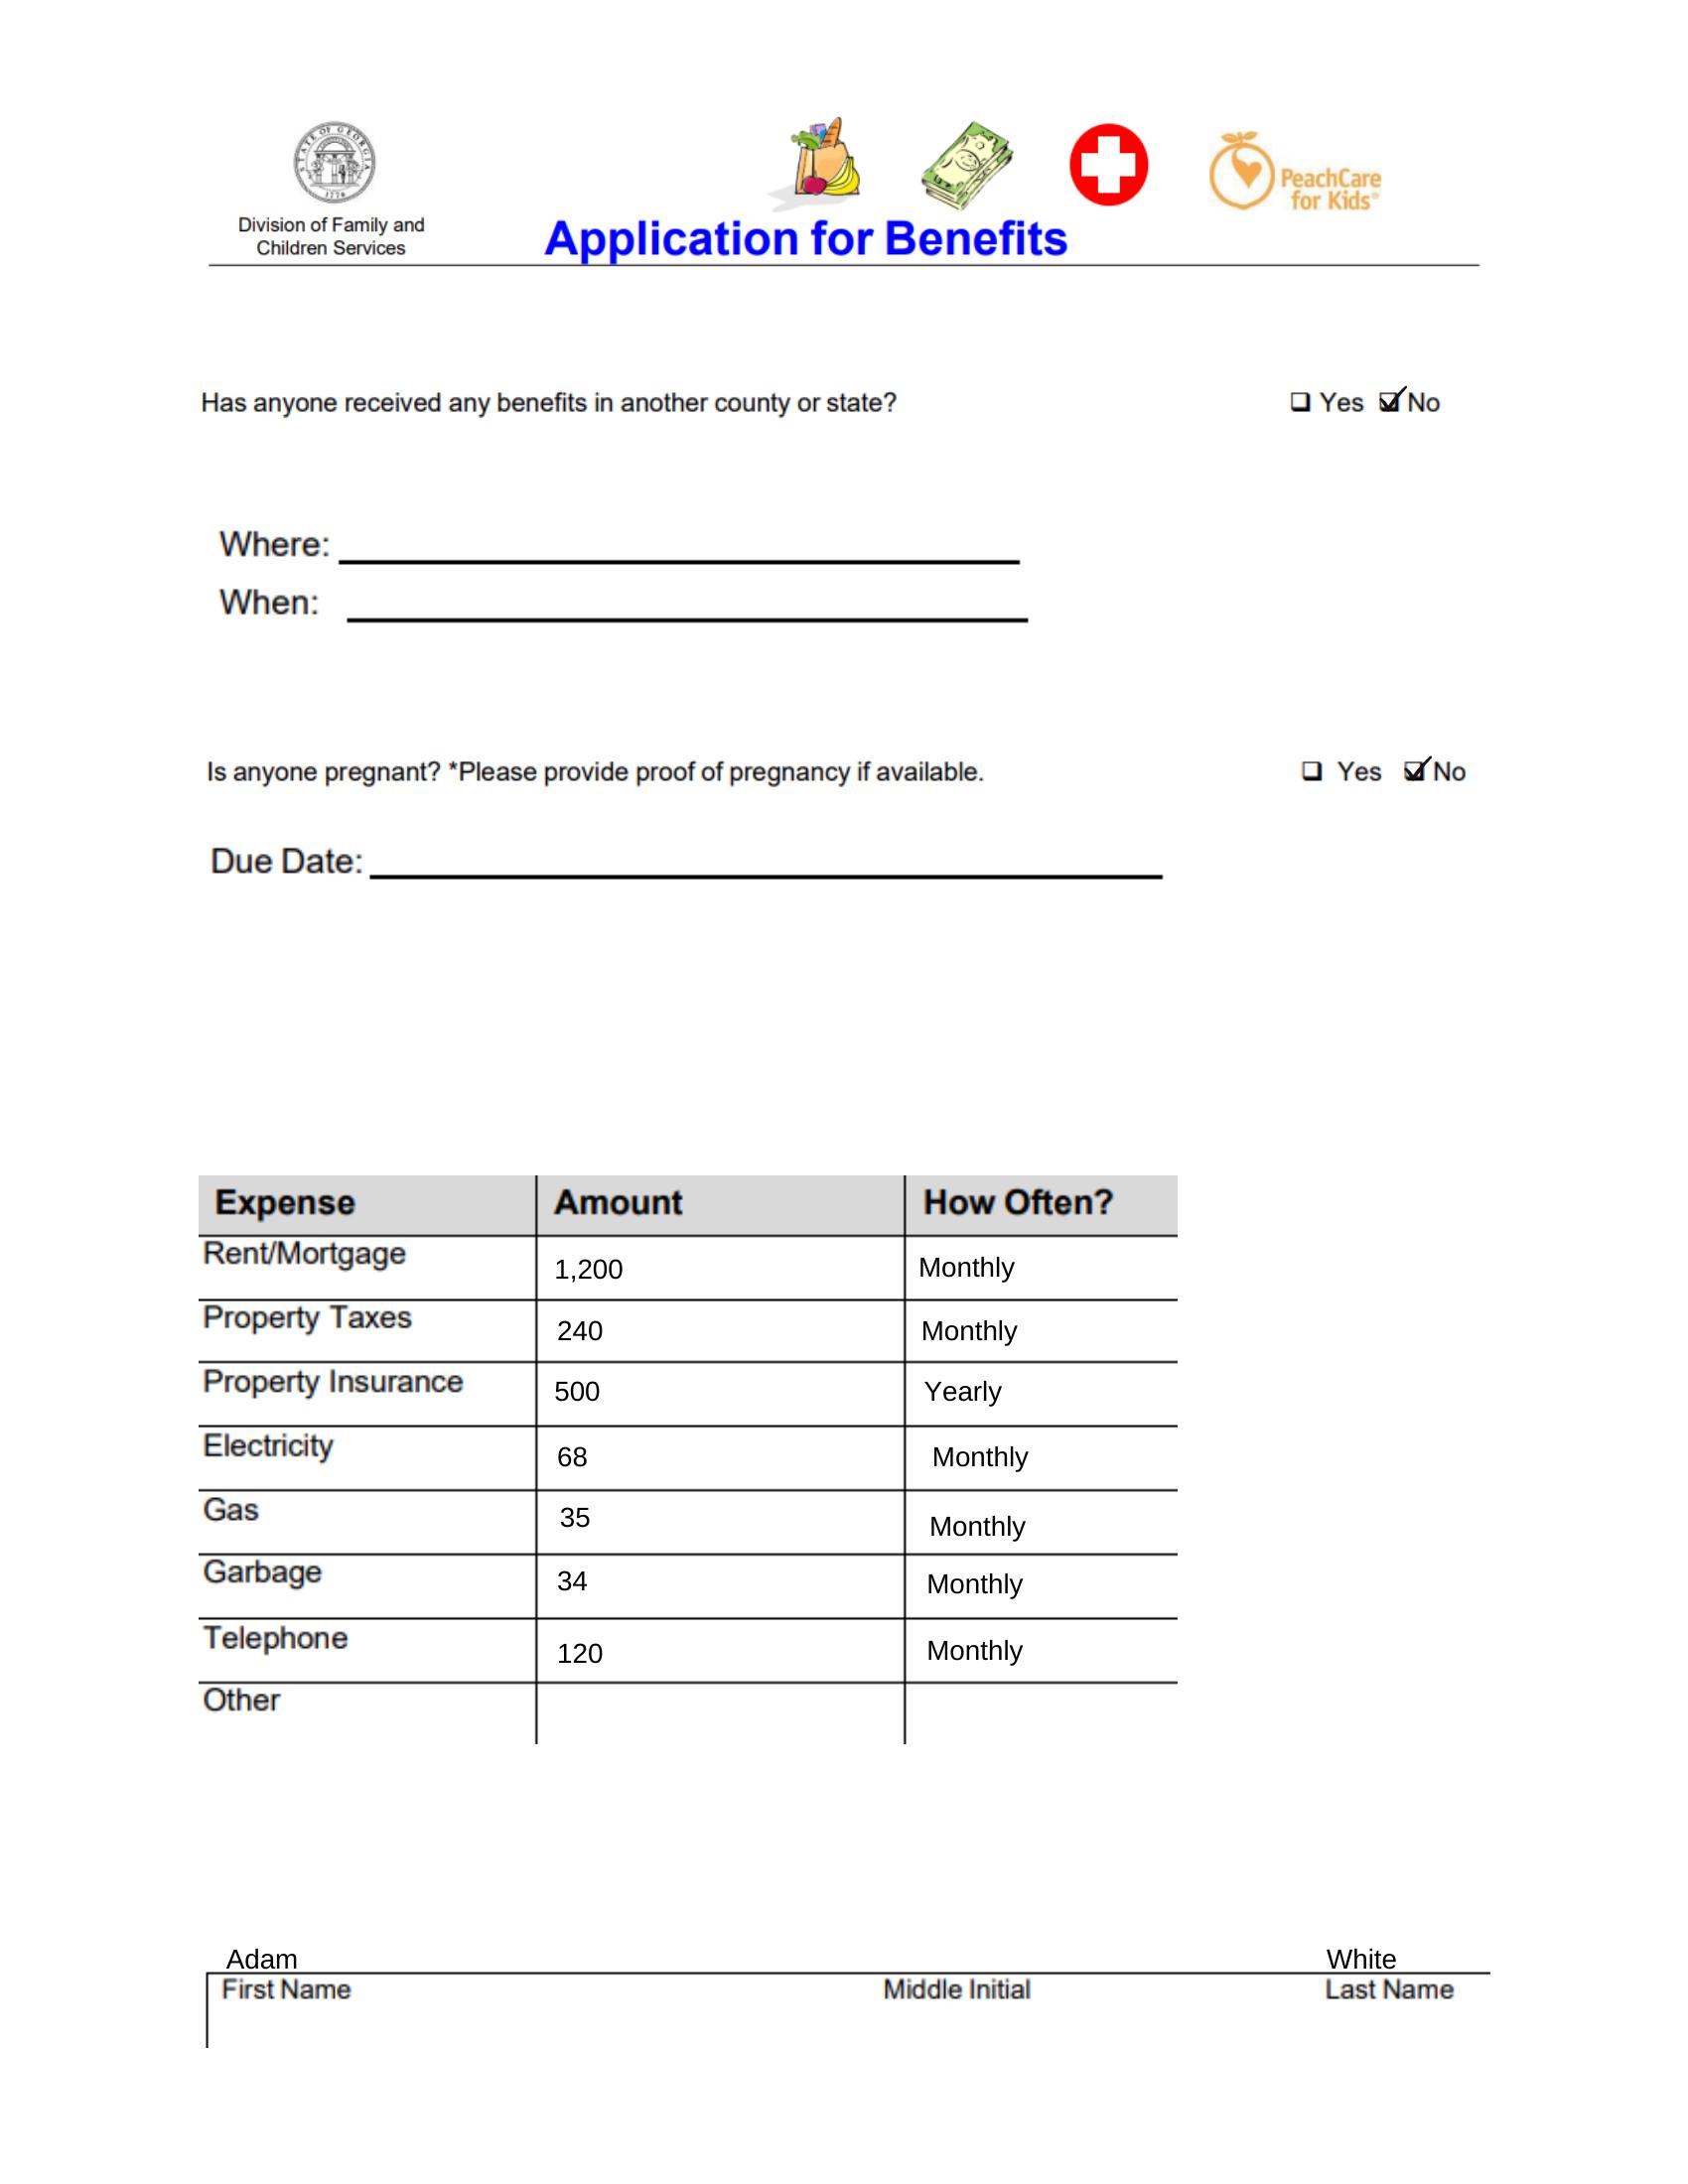 STATE OF GEORGIA
1776
PeachCare
for Kids®
Division of Family and
Children Services
Application for Benefits
Has anyone received any benefits in another county or state? ❑ Yes ☑ No
Where:
When:
Is anyone pregnant? *Please provide proof of pregnancy if available. ❑ Yes ☑ No
Due Date:
Expense Amount How Often?
Rent/Mortgage 1,200 Monthly
Property Taxes 240 Monthly
Property Insurance 500 Yearly
Electricity 68 Monthly
Gas 35 Monthly
Garbage 34 Monthly
Telephone 120 Monthly
Other
Adam White
First Name Middle Initial Last Name